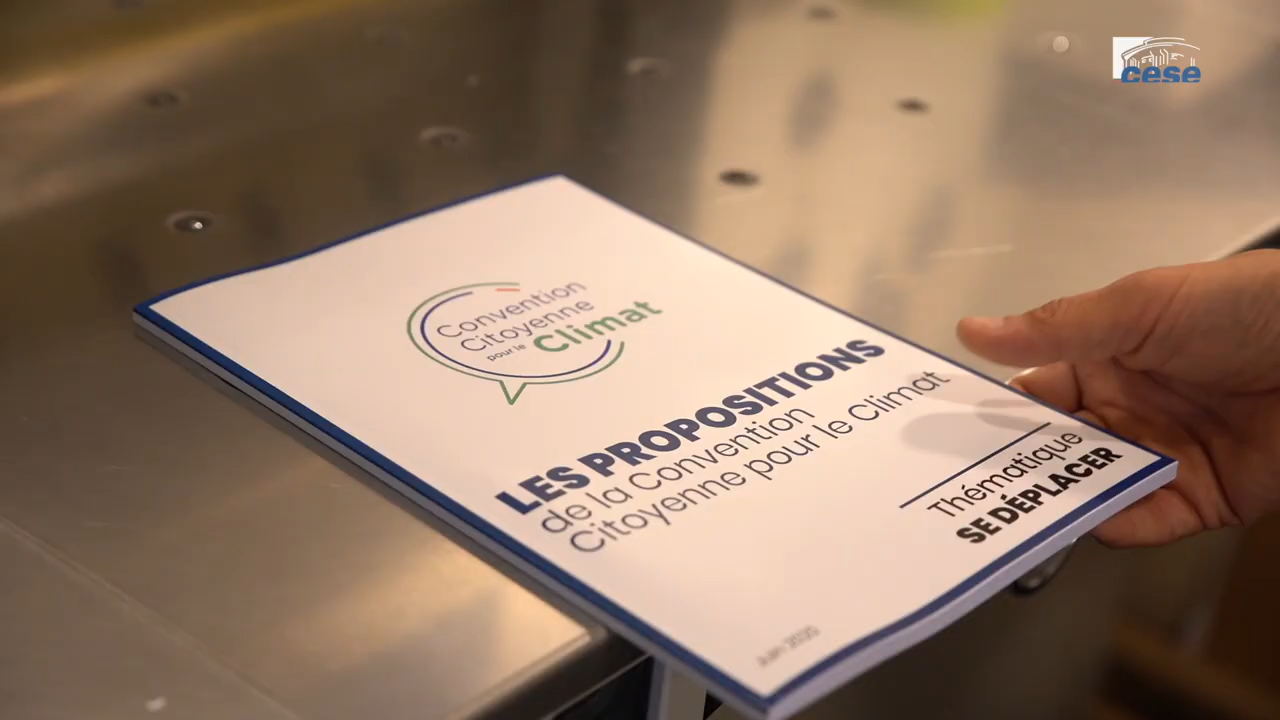 cese
Convention
Citoyenne
pour le Climat
LES PROPOSITIONS
de la Convention
Citoyenne pour le Climat
Thématique
SE DÉPLACER
Juin 2020